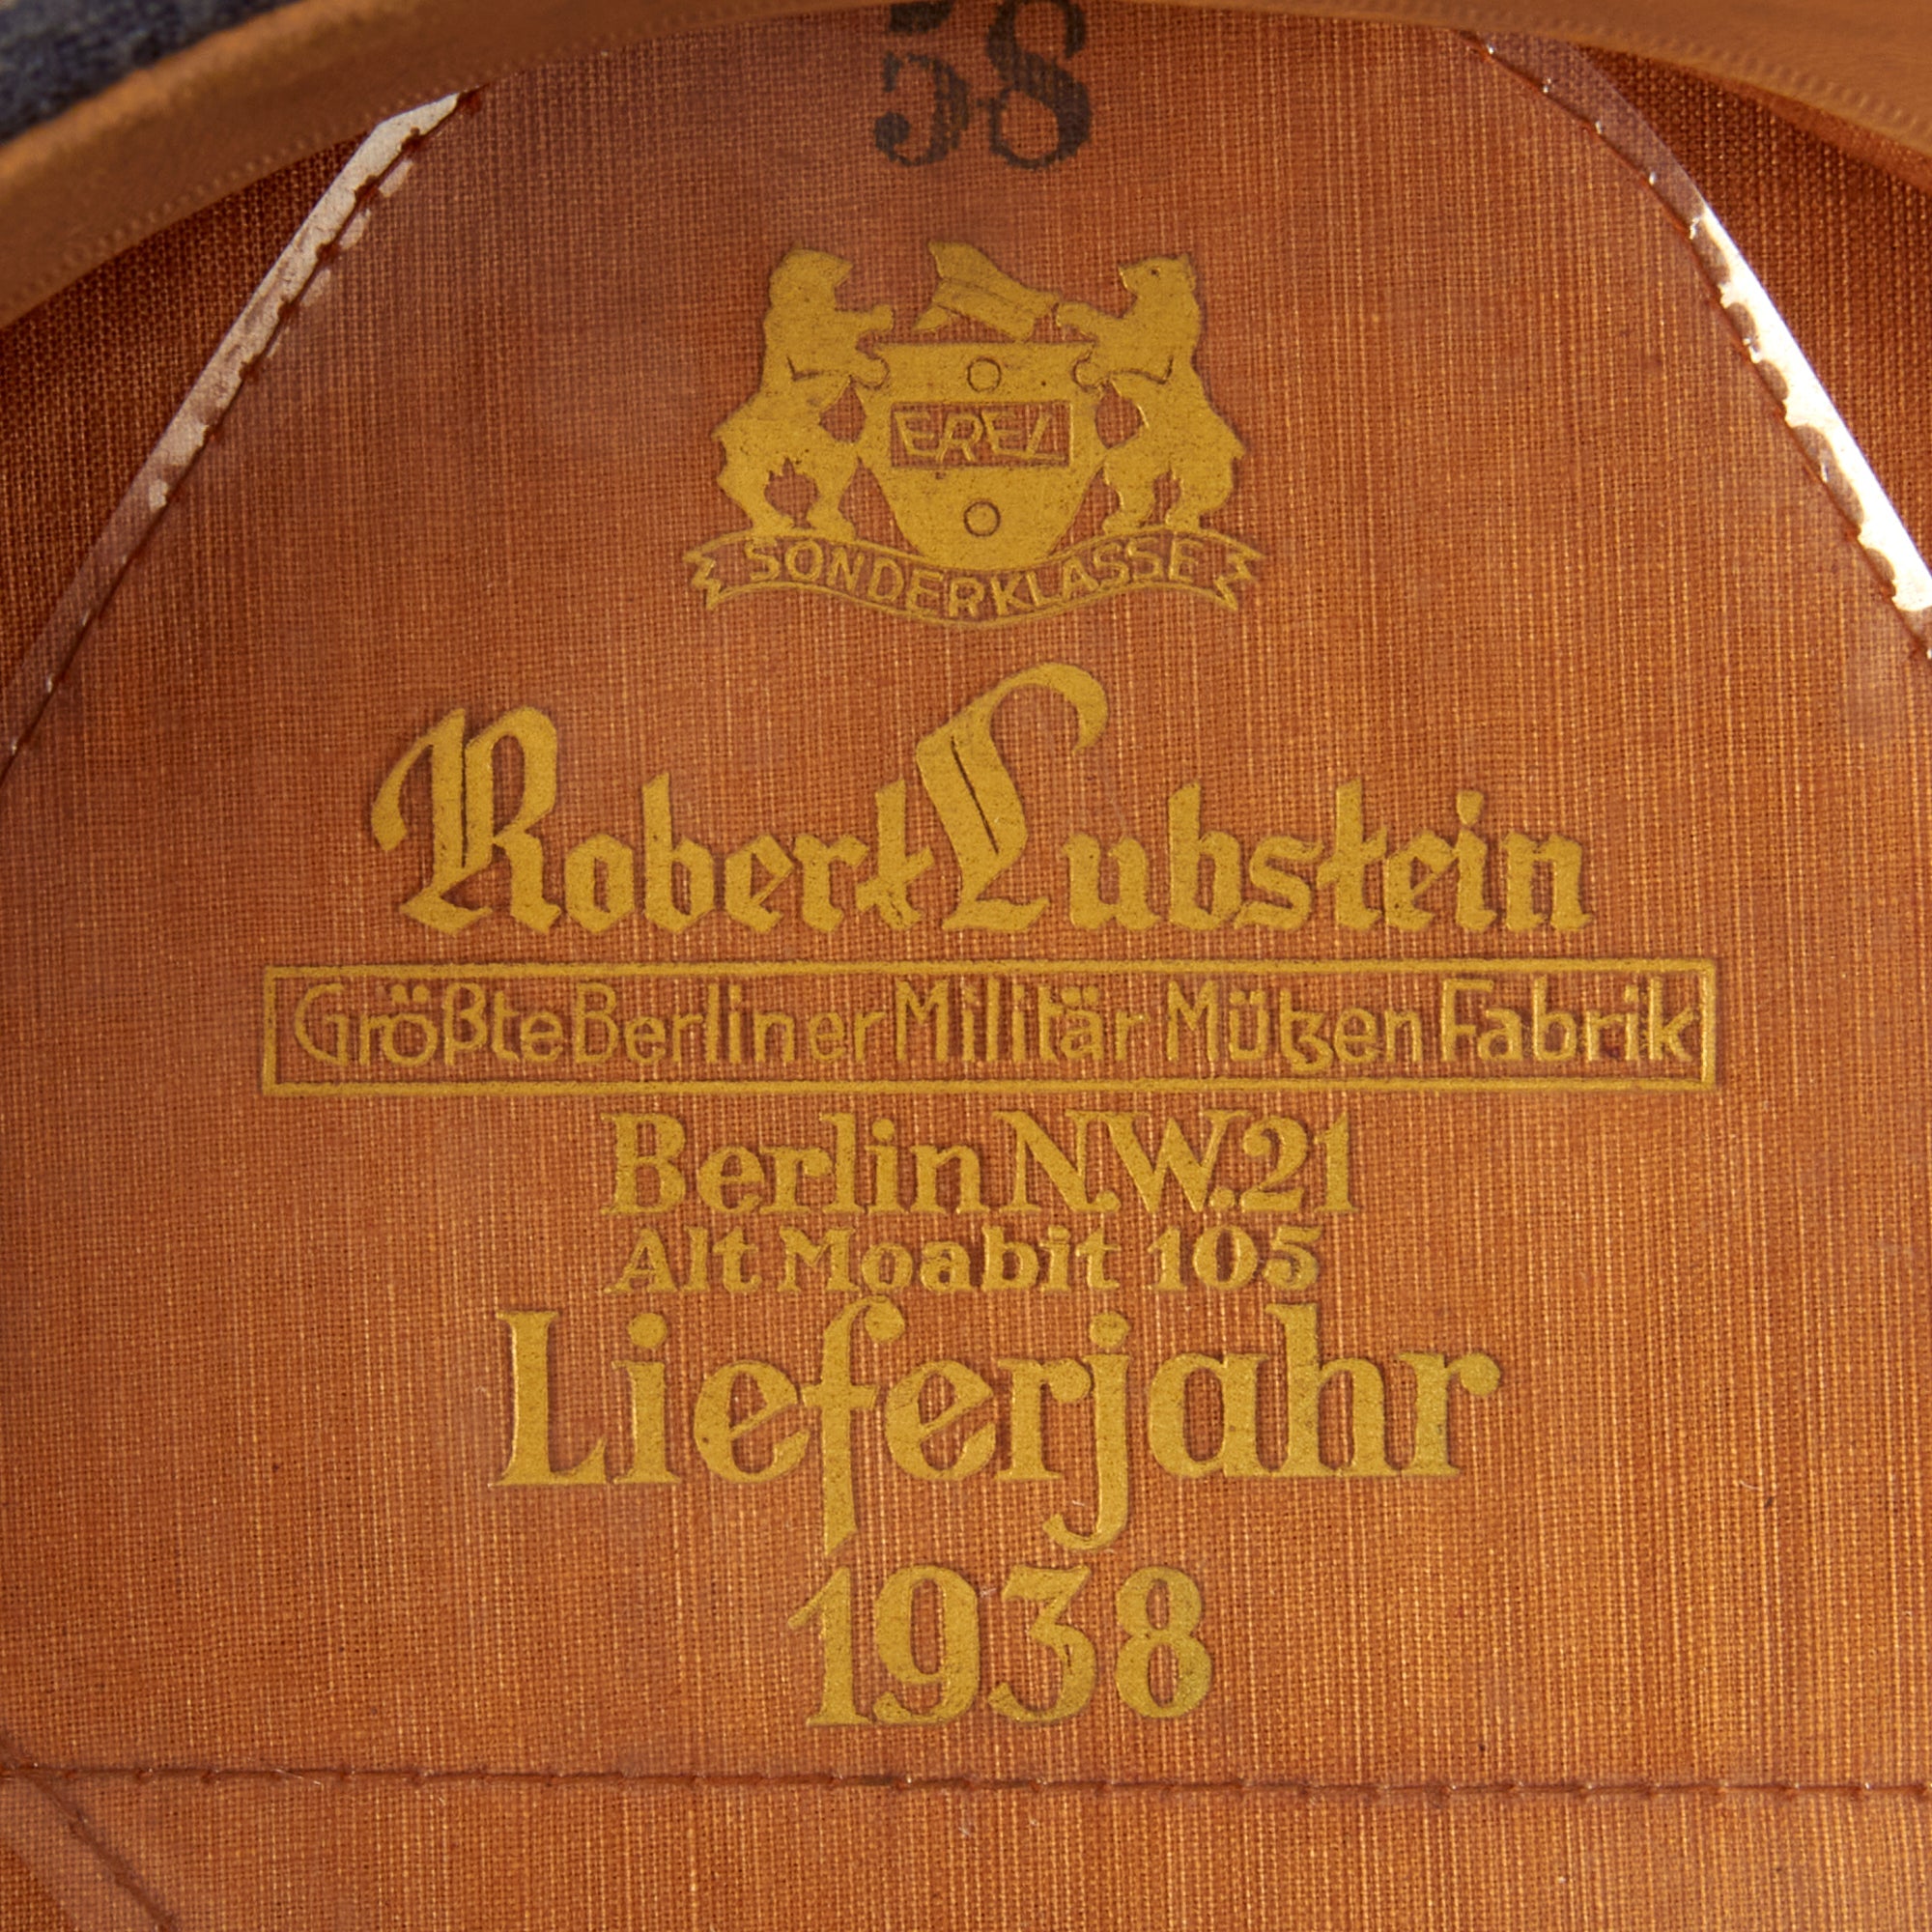 58
EREL
SONDERKLASSE
Robert Lubstein
Größte Berliner Militär Mützen Fabrik
Berlin N.W.21
Alt Moabit 105
Lieferjahr
1938